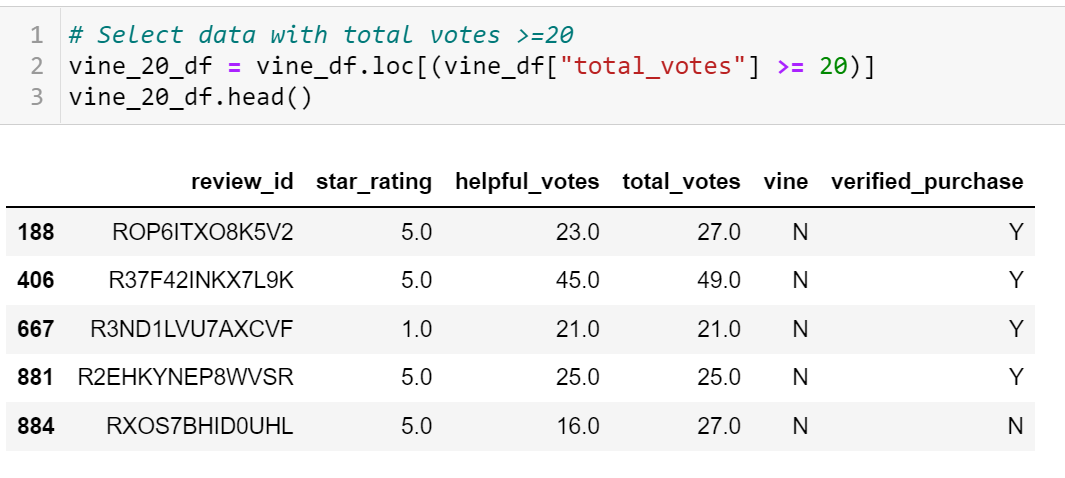 1 # Select data with total votes >=20
2 vine_20_df = vine_df.loc[(vine_df["total_votes"] >= 20)]
3 vine_20_df.head()
review_id star_rating helpful_votes total_votes vine verified_purchase
188 ROP6ITXO8K5V2 5.0 23.0 27.0 N Y
406 R37F42INKX7L9K 5.0 45.0 49.0 N Y
667 R3ND1LVU7AXCVF 1.0 21.0 21.0 N Y
881 R2EHKYNEP8WVSR 5.0 25.0 25.0 N Y
884 RXOS7BHID0UHL 5.0 16.0 27.0 N N